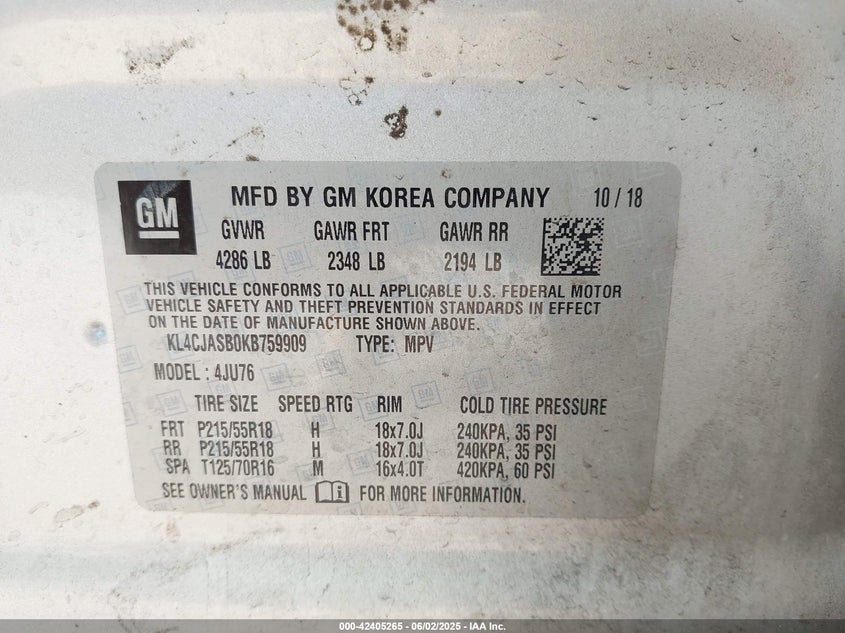 GM
MFD BY GM KOREA COMPANY 10 / 18
GVWR GAWR FRT GAWR RR
4286 LB 2348 LB 2194 LB
THIS VEHICLE CONFORMS TO ALL APPLICABLE U.S. FEDERAL MOTOR
VEHICLE SAFETY AND THEFT PREVENTION STANDARDS IN EFFECT
ON THE DATE OF MANUFACTURE SHOWN ABOVE.
KL4CJASB0KB759909 TYPE: MPV
MODEL : 4JU76
TIRE SIZE SPEED RTG RIM COLD TIRE PRESSURE
FRT P215/55R18 H 18x7.0J 240KPA, 35 PSI
RR P215/55R18 H 18x7.0J 240KPA, 35 PSI
SPA T125/70R16 M 16x4.0T 420KPA, 60 PSI
SEE OWNER'S MANUAL FOR MORE INFORMATION.
000-42405265 - 06/02/2025 - IAA Inc.